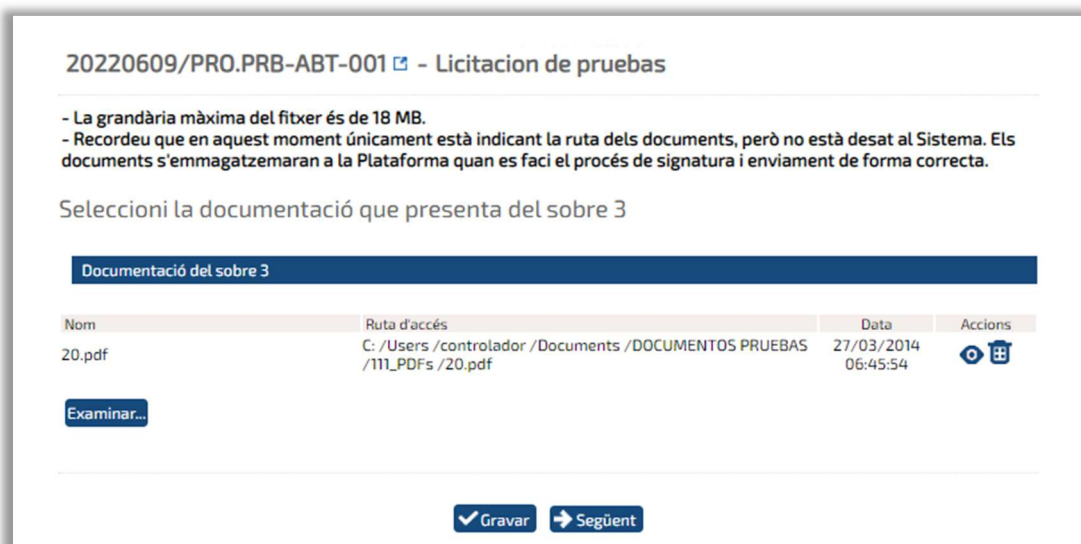 20220609/PRO.PRB-ABT-001 - Licitacion de pruebas
- La grandària màxima del fitxer és de 18 MB.
- Recordeu que en aquest moment únicament està indicant la ruta dels documents, però no està desat al Sistema. Els
documents s'emmagatzemaran a la Plataforma quan es faci el procés de signatura i enviament de forma correcta.
Seleccioni la documentació que presenta del sobre 3
Documentació del sobre 3
Nom Ruta d'accés Data Accions
20.pdf C: /Users /controlador /Documents /DOCUMENTOS PRUEBAS 27/03/2014
/111_PDFs /20.pdf 06:45:54
Examinar...
Gravar Següent